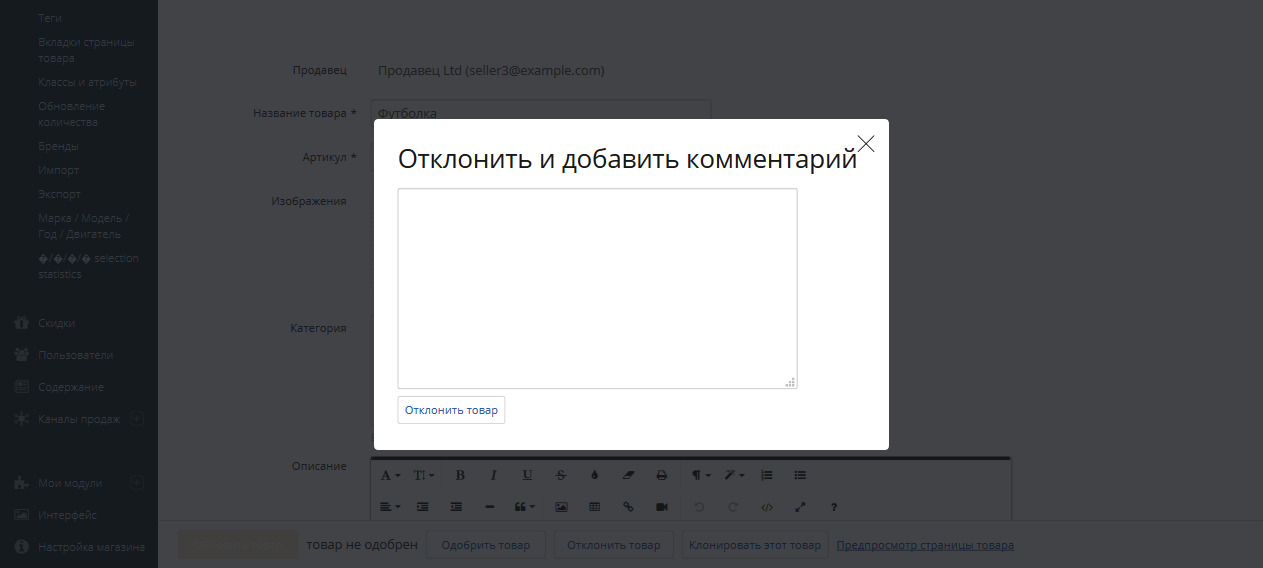 Теги
Вкладки страницы
товара
Классы и атрибуты
Обновление
количества
Бренды
Импорт
Экспорт
Марка / Модель /
Год / Двигатель
�/�/�/� selection
statistics
Скидки
Пользователи
Содержание
Каналы продаж
Мои модули
Интерфейс
Настройка магазина
Продавец
Продавец Ltd (seller3@example.com)
Название товара *
Футболка
Артикул *
Изображения
Категория
Описание
Отклонить и добавить комментарий
Отклонить товар
товар не одобрен
Одобрить товар
Отклонить товар
Клонировать этот товар
Предпросмотр страницы товара